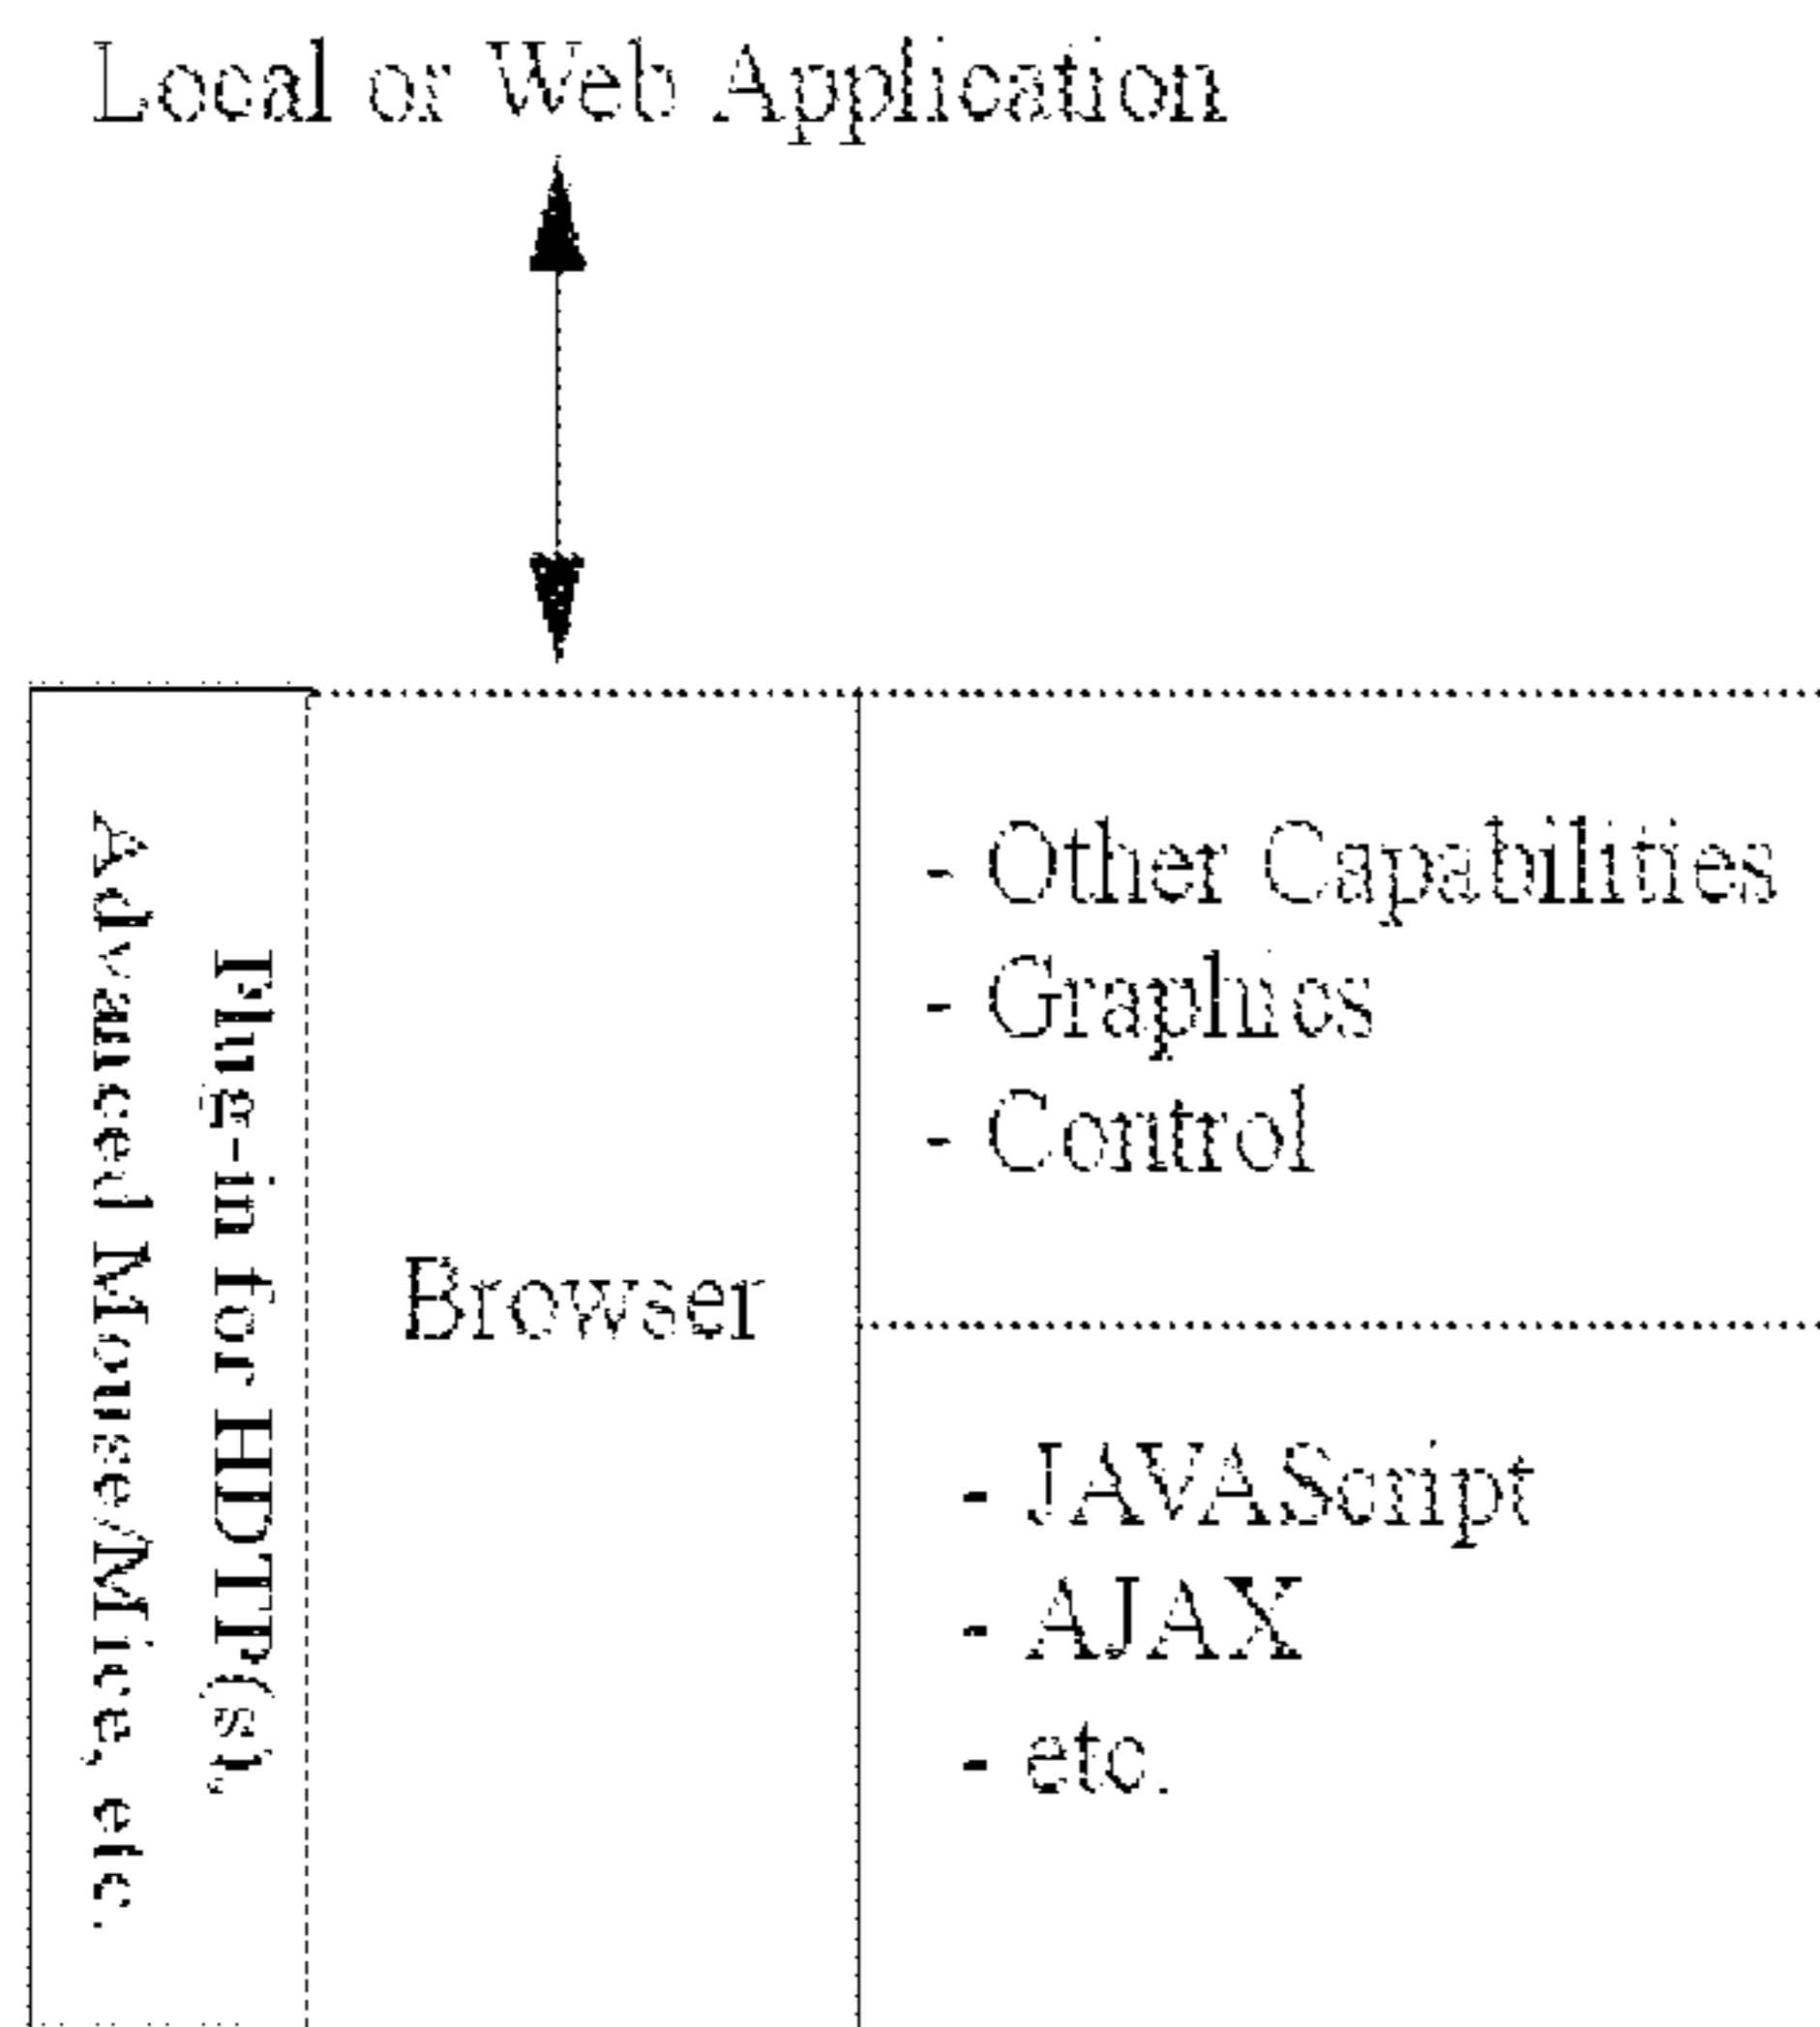 Local or Web Application
Plug-in for HDTP(s),
Advanced Mouse/Mice, etc.
Browser
- Other Capabilities
- Graphics
- Control
- JAVAScript
- AJAX
- etc.